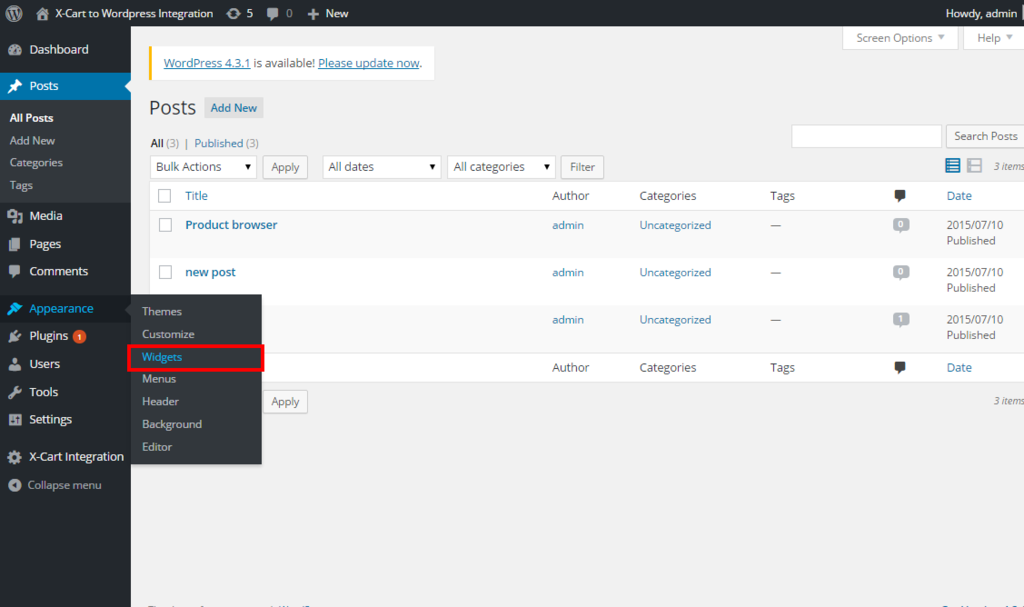 X-Cart to Wordpress Integration 5 0 New Howdy, admin
Dashboard
Posts
All Posts
Add New
Categories
Tags
Media
Pages
Comments
Appearance
Plugins 1
Users
Tools
Settings
X-Cart Integration
Collapse menu
Themes
Customize
Widgets
Menus
Header
Background
Editor
Screen Options Help
WordPress 4.3.1 is available! Please update now.
Posts Add New
All (3) | Published (3)
Search Posts
Bulk Actions Apply All dates All categories Filter 3 items
Title Author Categories Tags Date
Product browser admin Uncategorized — 0 2015/07/10
Published
new post admin Uncategorized — 0 2015/07/10
Published
admin Uncategorized — 1 2015/07/10
Published
Author Categories Tags Date
Apply 3 items